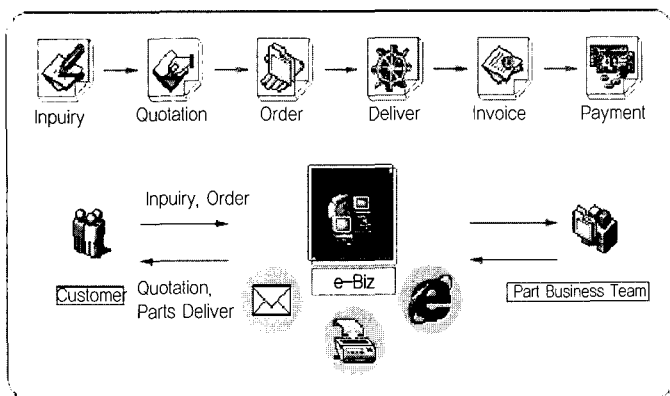 Inpuiry
Quotation
Order
Deliver
Invoice
Payment
Inpuiry, Order
e-Biz
Customer
Quotation,
Parts Deliver
Part Business Team